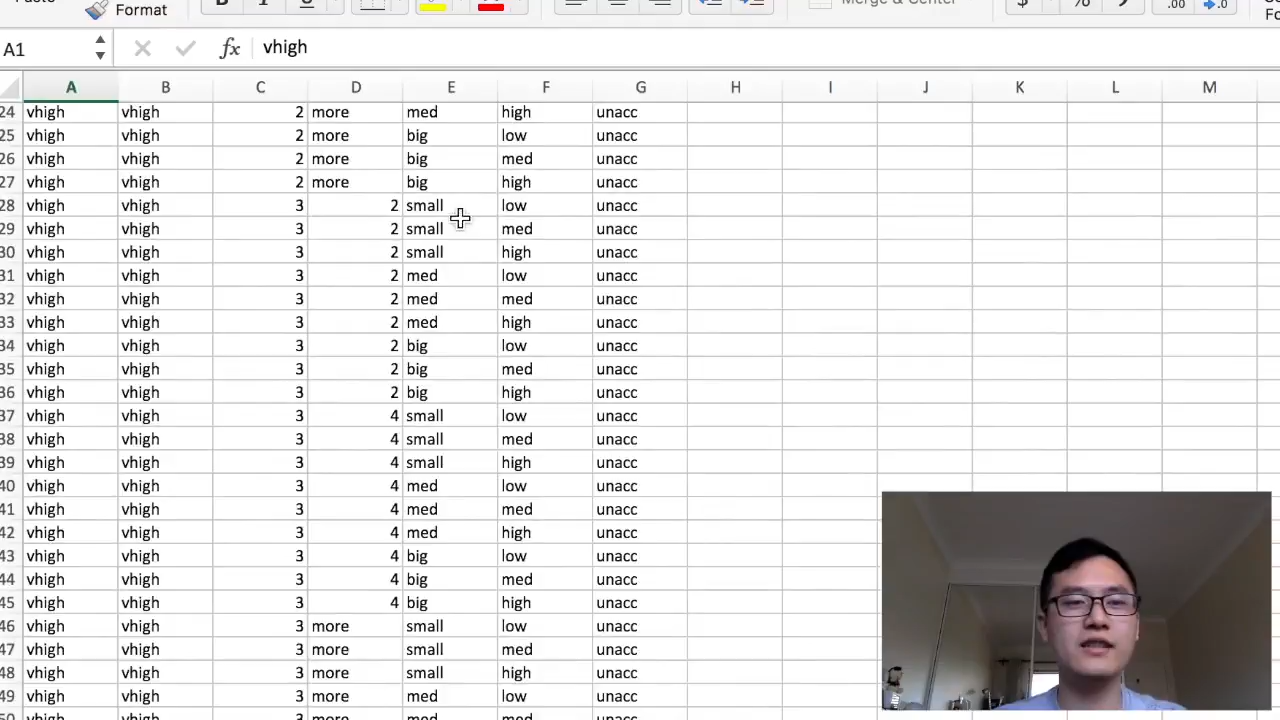 Format
Merge & Center
$ % .00 .0
A1 fx vhigh
A B C D E F G H I J K L M
24 vhigh vhigh 2 more med high unacc
25 vhigh vhigh 2 more big low unacc
26 vhigh vhigh 2 more big med unacc
27 vhigh vhigh 2 more big high unacc
28 vhigh vhigh 3 2 small low unacc
29 vhigh vhigh 3 2 small med unacc
30 vhigh vhigh 3 2 small high unacc
31 vhigh vhigh 3 2 med low unacc
32 vhigh vhigh 3 2 med med unacc
33 vhigh vhigh 3 2 med high unacc
34 vhigh vhigh 3 2 big low unacc
35 vhigh vhigh 3 2 big med unacc
36 vhigh vhigh 3 2 big high unacc
37 vhigh vhigh 3 4 small low unacc
38 vhigh vhigh 3 4 small med unacc
39 vhigh vhigh 3 4 small high unacc
40 vhigh vhigh 3 4 med low unacc
41 vhigh vhigh 3 4 med med unacc
42 vhigh vhigh 3 4 med high unacc
43 vhigh vhigh 3 4 big low unacc
44 vhigh vhigh 3 4 big med unacc
45 vhigh vhigh 3 4 big high unacc
46 vhigh vhigh 3 more small low unacc
47 vhigh vhigh 3 more small med unacc
48 vhigh vhigh 3 more small high unacc
49 vhigh vhigh 3 more med low unacc
50 vhigh vhigh 3 more med med unacc